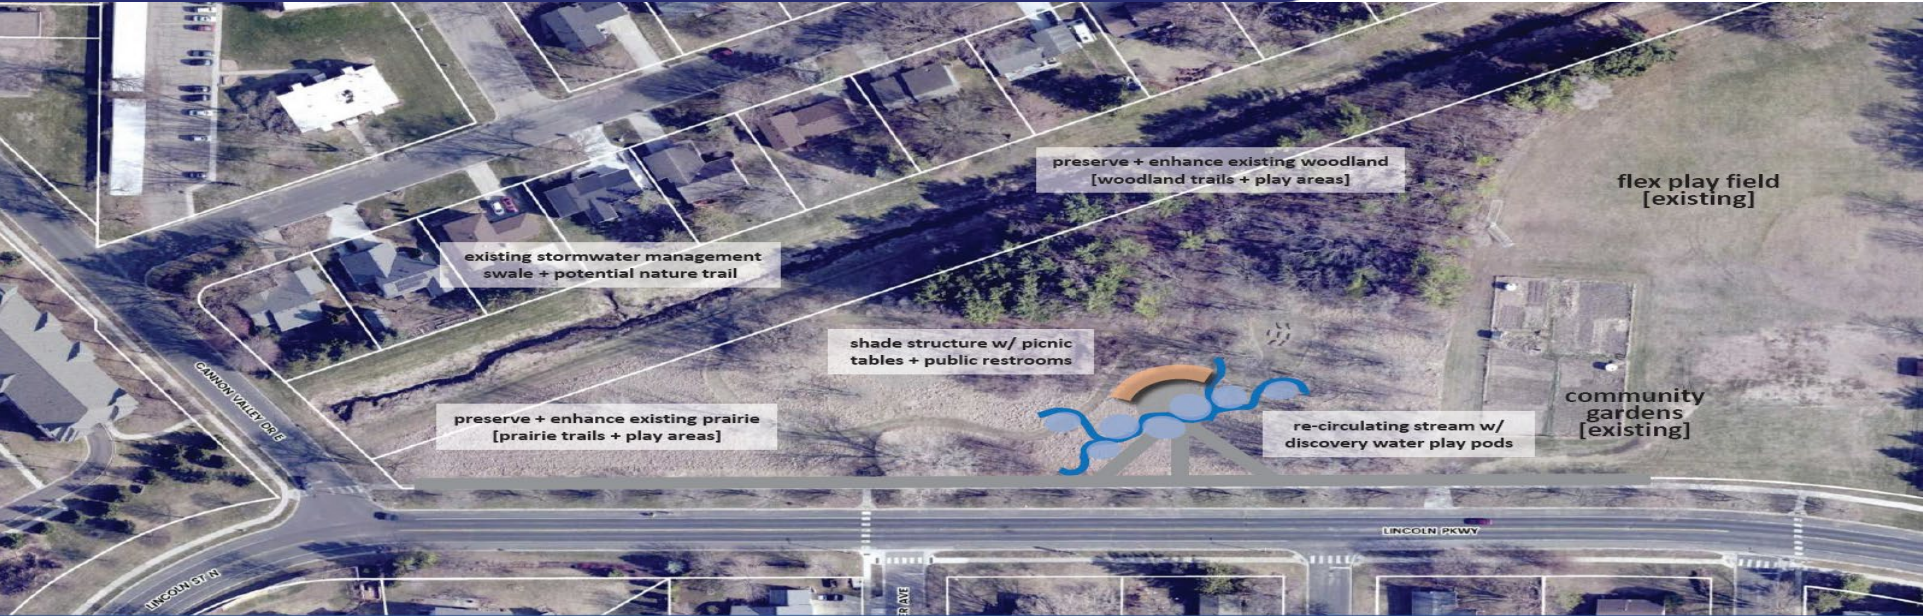 preserve + enhance existing woodland
[woodland trails + play areas]
flex play field
[existing]
existing stormwater management
swale + potential nature trail
shade structure w/ picnic
tables + public restrooms
CANNON VALLEY DR E
preserve + enhance existing prairie
[prairie trails + play areas]
re-circulating stream w/
discovery water play pods
community
gardens
[existing]
LINCOLN PKWY
LINCOLN ST N
AVE